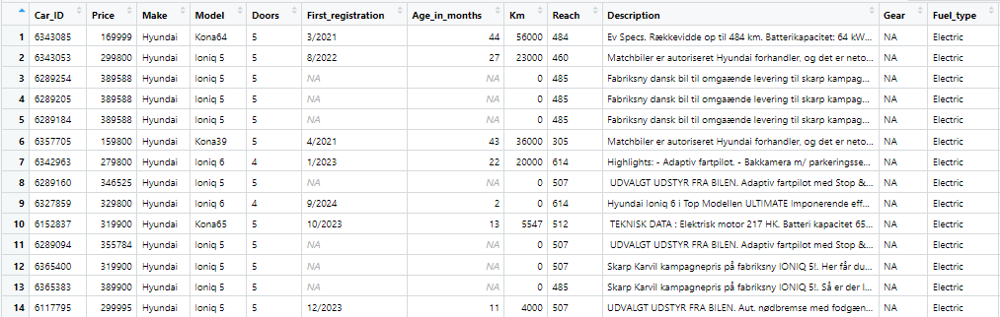 Car_ID Price Make Model Doors First_registration Age_in_months Km Reach Description Gear Fuel_type
1 6343085 169999 Hyundai Kona64 5 3/2021 44 56000 484 Ev Specs. Rækkevidde op til 484 km. Batterikapacitet: 64 kW... NA Electric
2 6343053 299800 Hyundai Ioniq 5 5 8/2022 27 23000 460 Matchbiler er autoriseret Hyundai forhandler, og det er neto... NA Electric
3 6289254 389588 Hyundai Ioniq 5 5 NA NA 0 485 Fabriksny dansk bil til omgaænde levering til skarp kampag... NA Electric
4 6289205 389588 Hyundai Ioniq 5 5 NA NA 0 485 Fabriksny dansk bil til omgaænde levering til skarp kampag... NA Electric
5 6289184 389588 Hyundai Ioniq 5 5 NA NA 0 485 Fabriksny dansk bil til omgaænde levering til skarp kampag... NA Electric
6 6357705 159800 Hyundai Kona39 5 4/2021 43 36000 305 Matchbiler er autoriseret Hyundai forhandler, og det er neto... NA Electric
7 6342963 279800 Hyundai Ioniq 6 4 1/2023 22 20000 614 Highlights: - Adaptiv fartpilot. - Bakkamera m/ parkeringsse... NA Electric
8 6289160 346525 Hyundai Ioniq 5 5 NA NA 0 507 UDVALGT UDSTYR FRA BILEN. Adaptiv fartpilot med Stop &... NA Electric
9 6327859 329800 Hyundai Ioniq 6 4 9/2024 2 0 614 Hyundai Ioniq 6 i Top Modellen ULTIMATE Imponerende eff... NA Electric
10 6152837 319900 Hyundai Kona65 5 10/2023 13 5547 512 TEKNISK DATA : Elektrisk motor 217 HK. Batteri kapacitet 65... NA Electric
11 6289094 355784 Hyundai Ioniq 5 5 NA NA 0 507 UDVALGT UDSTYR FRA BILEN. Adaptiv fartpilot med Stop &... NA Electric
12 6365400 319900 Hyundai Ioniq 5 5 NA NA 0 507 Skarp Karvil kampagnepris på fabriksny IONIQ 5!. Her får du... NA Electric
13 6365383 389900 Hyundai Ioniq 5 5 NA NA 0 485 Skarp Karvil kampagnepris på fabriksny IONIQ 5!. Så er der l... NA Electric
14 6117795 299995 Hyundai Ioniq 5 5 12/2023 11 4000 507 UDVALGT UDSTYR FRA BILEN. Aut. nødbremse med fodgæn... NA Electric